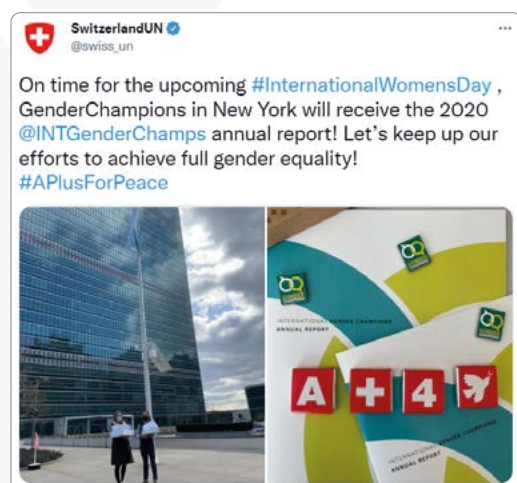 SwitzerlandUN
@swiss_un
On time for the upcoming #InternationalWomensDay ,
GenderChampions in New York will receive the 2020
@INTGenderChamps annual report! Let's keep up our
efforts to achieve full gender equality!
#APlusForPeace
INTERNATIONAL GENDER CHAMPIONS
ANNUAL REPORT
A + 4
INTERNATIONAL GENDER CHAMPIONS
ANNUAL REPORT